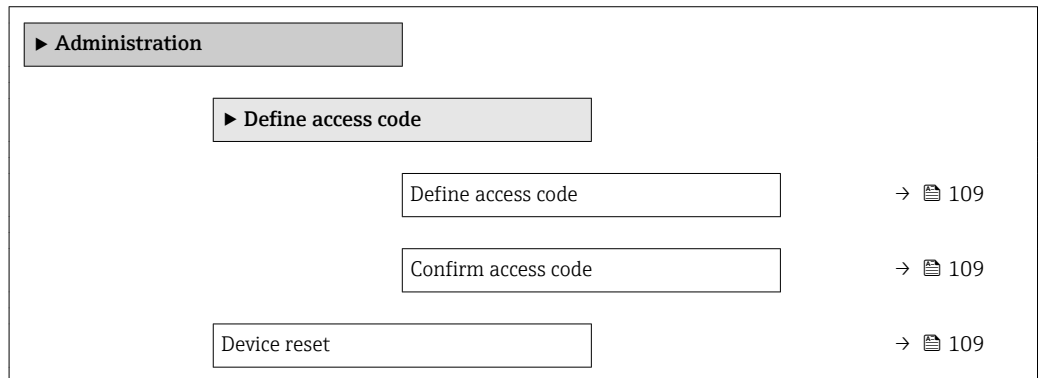 ▶ Administration
▶ Define access code
Define access code → 109
Confirm access code → 109
Device reset → 109